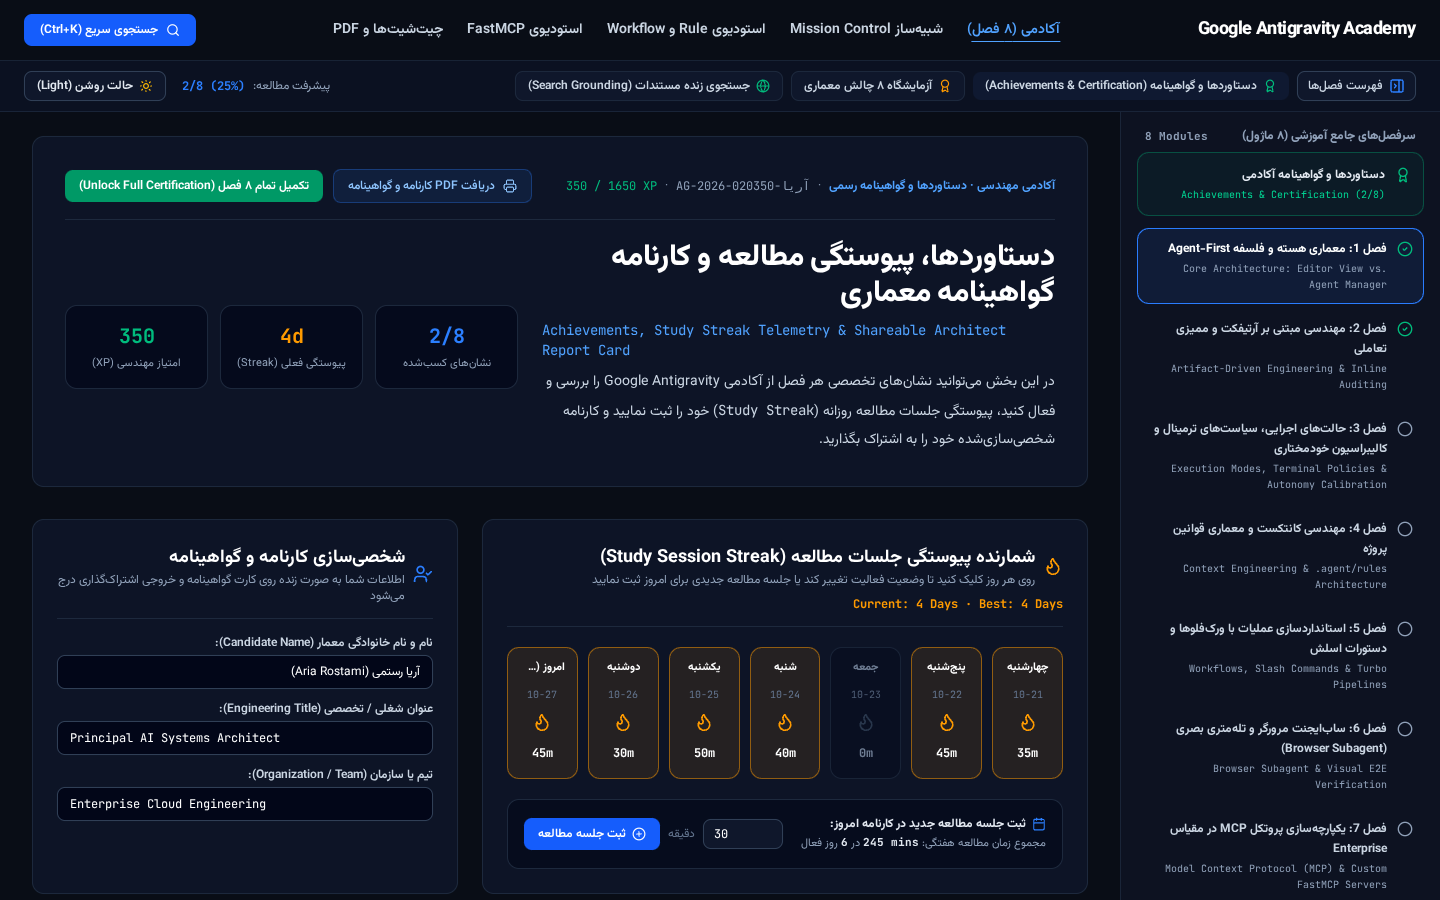 Google Antigravity Academy
آکادمی (۸ فصل)
شبیه‌ساز Mission Control
استودیوی Rule و Workflow
استودیوی FastMCP
چیت‌شیت‌ها و PDF
جستجوی سریع (Ctrl+K)
فهرست فصل‌ها
دستاوردها و گواهینامه (Achievements & Certification)
آزمایشگاه ۸ چالش معماری
جستجوی زنده مستندات (Search Grounding)
پیشرفت مطالعه: 2/8 (25%)
حالت روشن (Light)
سرفصل‌های جامع آموزشی (۸ ماژول)
8 Modules
دستاوردها و گواهینامه آکادمی
Achievements & Certification (2/8)
فصل 1: معماری هسته و فلسفه Agent-First
Core Architecture: Editor View vs.
Agent Manager
فصل 2: مهندسی مبتنی بر آرتیفکت و ممیزی
تعاملی
Artifact-Driven Engineering & Inline
Auditing
فصل 3: حالت‌های اجرایی، سیاست‌های ترمینال و
کالیبراسیون خودمختاری
Execution Modes, Terminal Policies &
Autonomy Calibration
فصل 4: مهندسی کانتکست و معماری قوانین
پروژه
Context Engineering & .agent/rules
Architecture
فصل 5: استانداردسازی عملیات با ورک‌فلوها و
دستورات اسلش
Workflows, Slash Commands & Turbo
Pipelines
فصل 6: ساب‌ایجنت مرورگر و تله‌متری بصری
(Browser Subagent)
Browser Subagent & Visual E2E
Verification
فصل 7: یکپارچه‌سازی پروتکل MCP در مقیاس
Enterprise
Model Context Protocol (MCP) & Custom
FastMCP Servers
آکادمی مهندسی · دستاوردها و گواهینامه رسمی · AG-2026-020350-آریا · 350 / 1650 XP
دریافت PDF کارنامه و گواهینامه
تکمیل تمام ۸ فصل (Unlock Full Certification)
دستاوردها، پیوستگی مطالعه و کارنامه
گواهینامه معماری
Achievements, Study Streak Telemetry & Shareable Architect
Report Card
در این بخش می‌توانید نشان‌های تخصصی هر فصل از آکادمی Google Antigravity را بررسی و
فعال کنید، پیوستگی جلسات مطالعه روزانه (Study Streak) خود را ثبت نمایید و کارنامه
شخصی‌سازی‌شده خود را به اشتراک بگذارید.
2/8
نشان‌های کسب‌شده
4d
پیوستگی فعلی (Streak)
350
امتیاز مهندسی (XP)
شمارنده پیوستگی جلسات مطالعه (Study Session Streak)
روی هر روز کلیک کنید تا وضعیت فعالیت تغییر کند یا جلسه مطالعه جدیدی برای امروز ثبت نمایید
Current: 4 Days · Best: 4 Days
چهارشنبه
10-21
35m
پنج‌شنبه
10-22
45m
جمعه
10-23
0m
شنبه
10-24
40m
یکشنبه
10-25
50m
دوشنبه
10-26
30m
امروز (...
10-27
45m
ثبت جلسه مطالعه جدید در کارنامه امروز:
مجموع زمان مطالعه هفتگی: 245 mins در 6 روز فعال
30
دقیقه
ثبت جلسه مطالعه
شخصی‌سازی کارنامه و گواهینامه
اطلاعات شما به صورت زنده روی کارت گواهینامه و خروجی اشتراک‌گذاری درج
می‌شود
نام و نام خانوادگی معمار (Candidate Name):
آریا رستمی (Aria Rostami)
عنوان شغلی / تخصصی (Engineering Title):
Principal AI Systems Architect
تیم یا سازمان (Organization / Team):
Enterprise Cloud Engineering